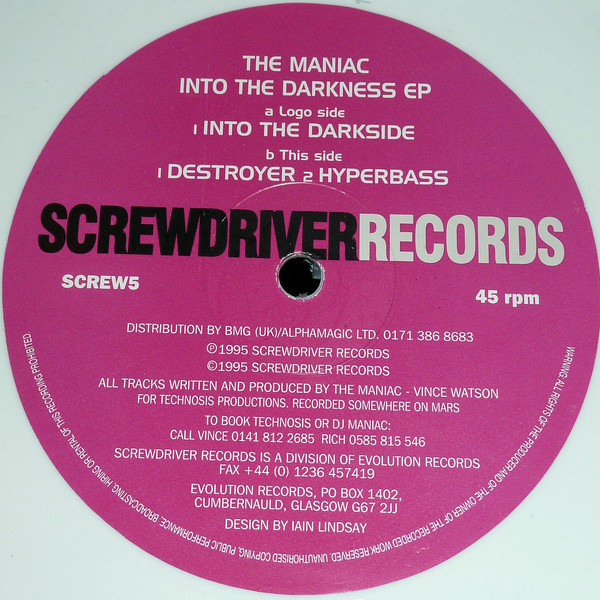 THE MANIAC
INTO THE DARKNESS EP
a Logo side
1 INTO THE DARKSIDE
b This side
1 DESTROYER 2 HYPERBASS
SCREWDRIVERRECORDS
SCREW5
45 rpm
DISTRIBUTION BY BMG (UK)/ALPHAMAGIC LTD. 0171 386 8683
℗1995 SCREWDRIVER RECORDS
©1995 SCREWDRIVER RECORDS
ALL TRACKS WRITTEN AND PRODUCED BY THE MANIAC - VINCE WATSON
FOR TECHNOSIS PRODUCTIONS. RECORDED SOMEWHERE ON MARS
TO BOOK TECHNOSIS OR DJ MANIAC:
CALL VINCE 0141 812 2685 RICH 0585 815 546
SCREWDRIVER RECORDS IS A DIVISION OF EVOLUTION RECORDS
FAX +44 (0) 1236 457419
EVOLUTION RECORDS, PO BOX 1402,
CUMBERNAULD, GLASGOW G67 2JJ
DESIGN BY IAIN LINDSAY
WARNING: ALL RIGHTS OF THE PRODUCER AND OF THE OWNER OF THE RECORDED WORK RESERVED. UNAUTHORISED COPYING, PUBLIC PERFORMANCE, BROADCASTING, HIRING OR RENTAL OF THIS RECORDING PROHIBITED.